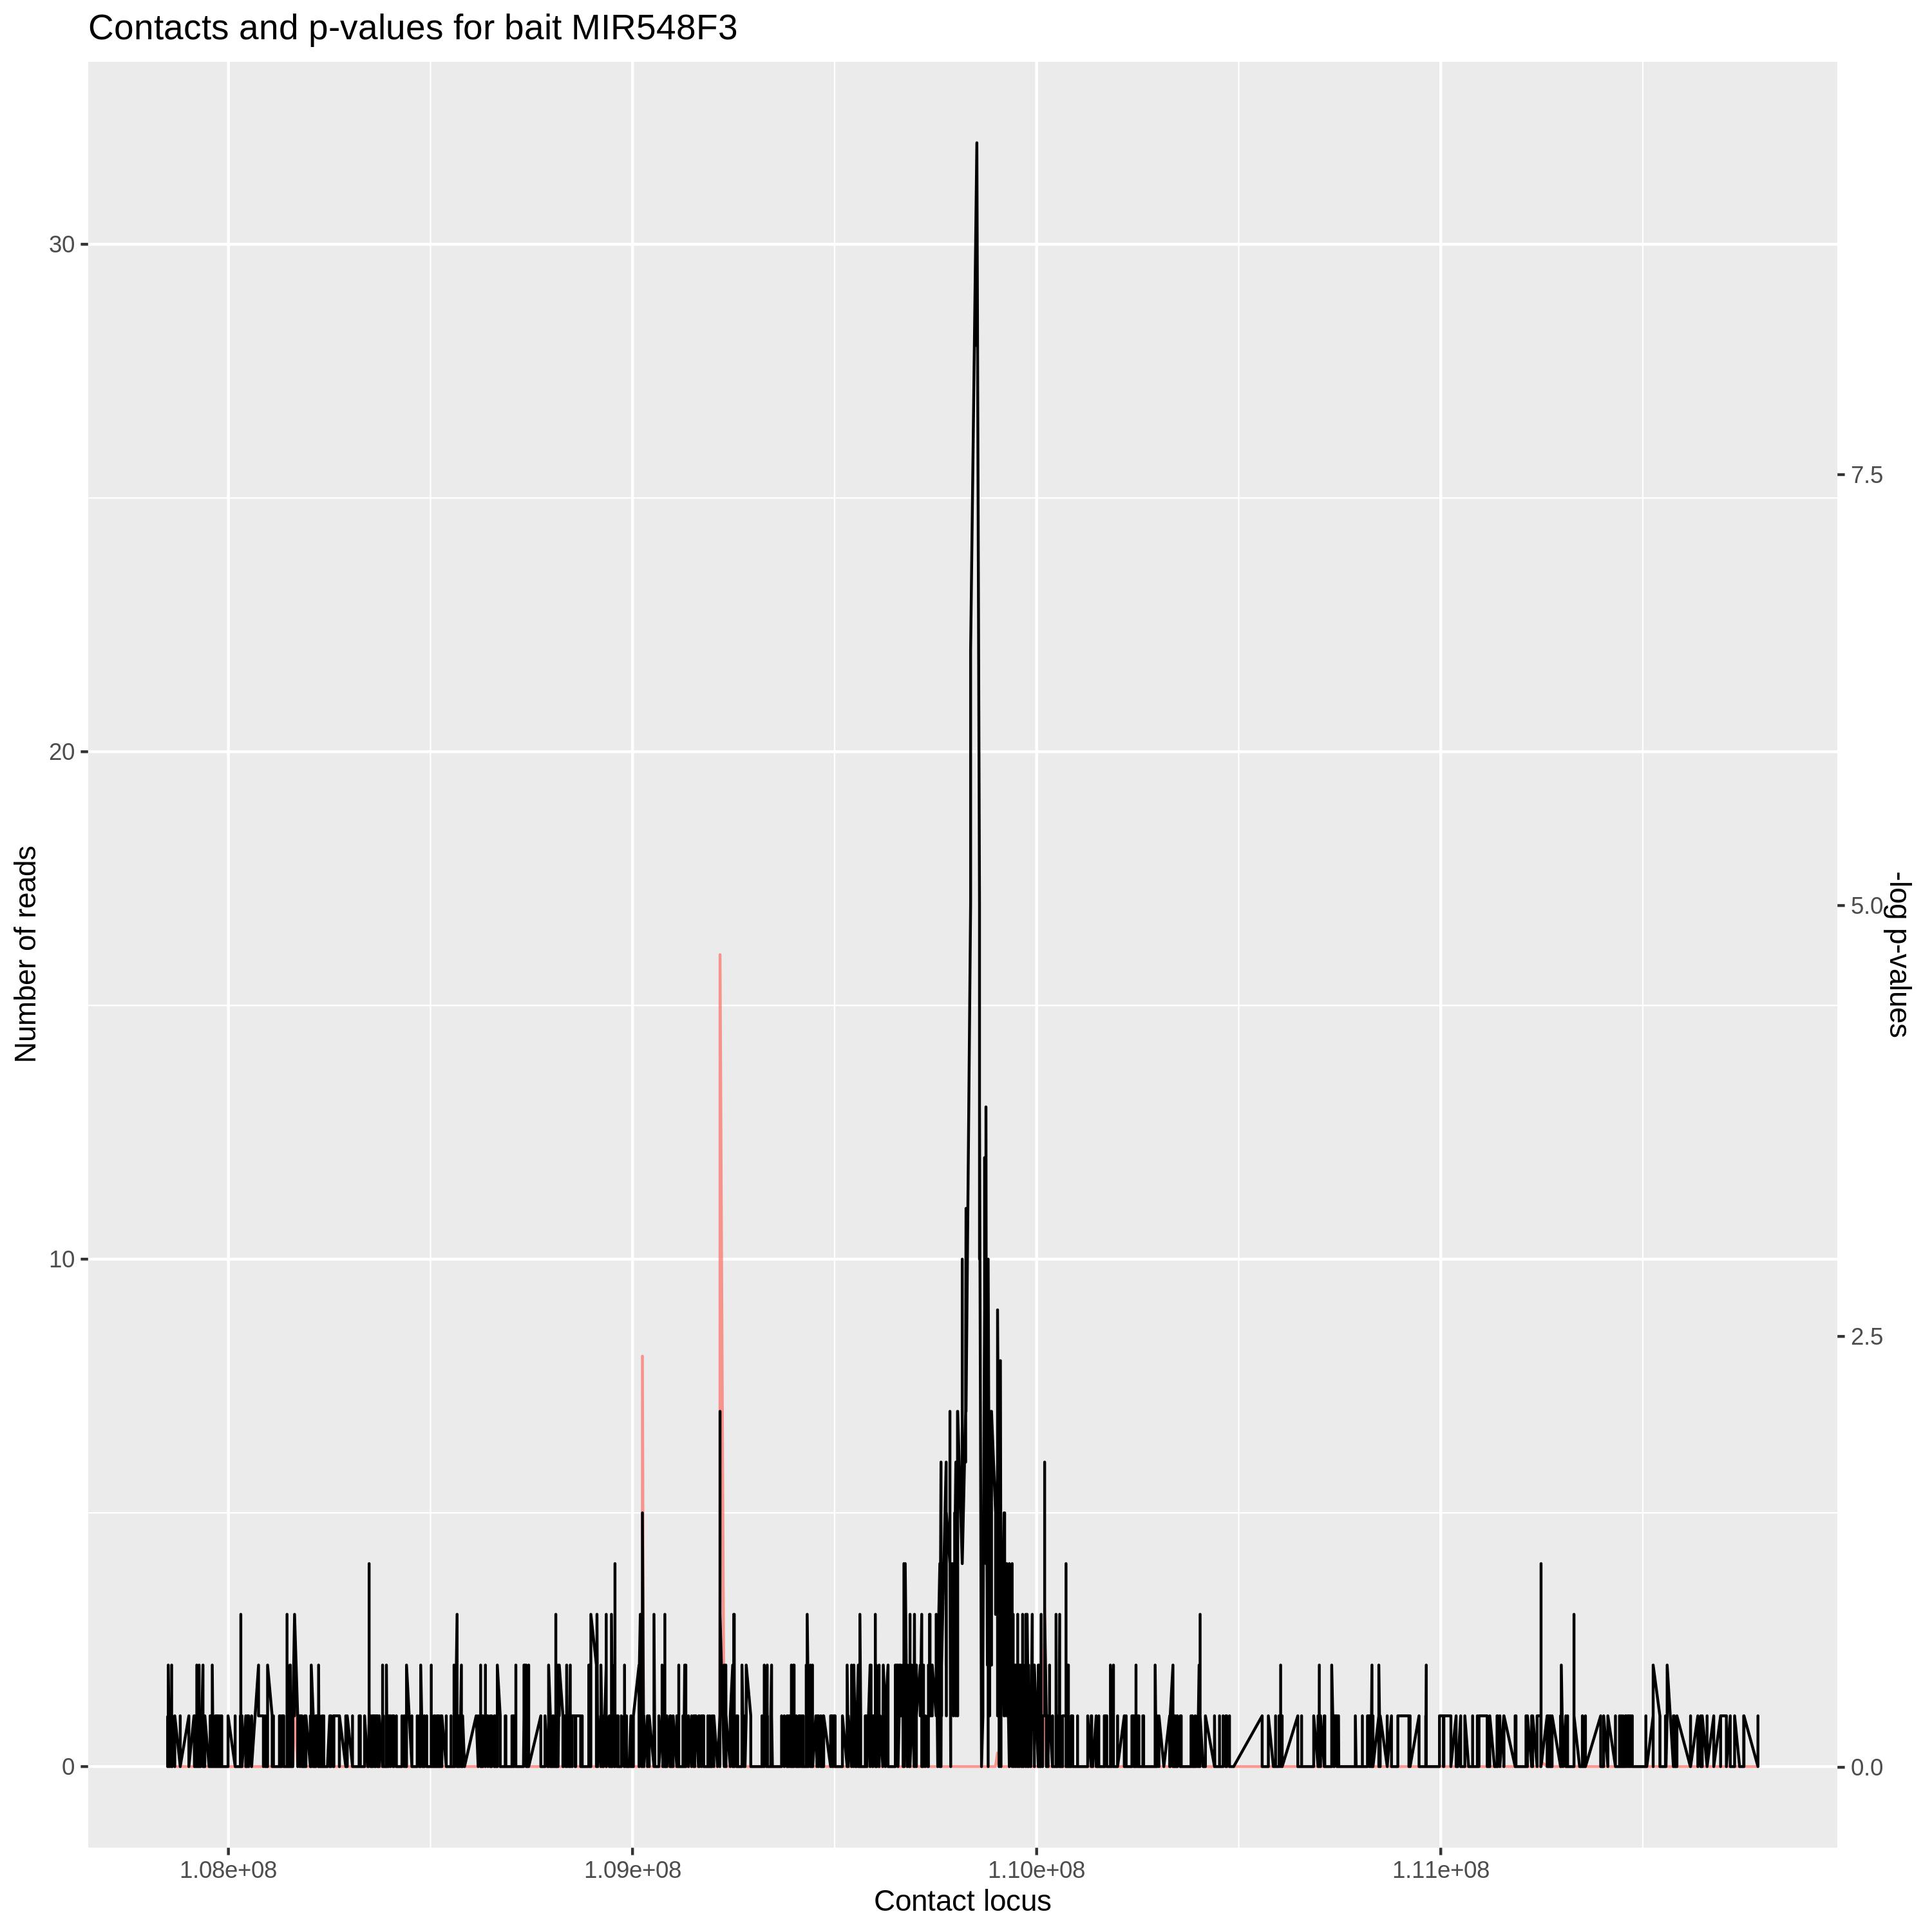 Contacts and p-values for bait MIR548F3
30
20
10
0
Number of reads
7.5
5.0
2.5
0.0
-log p-values
1.08e+08
1.09e+08
1.10e+08
1.11e+08
Contact locus